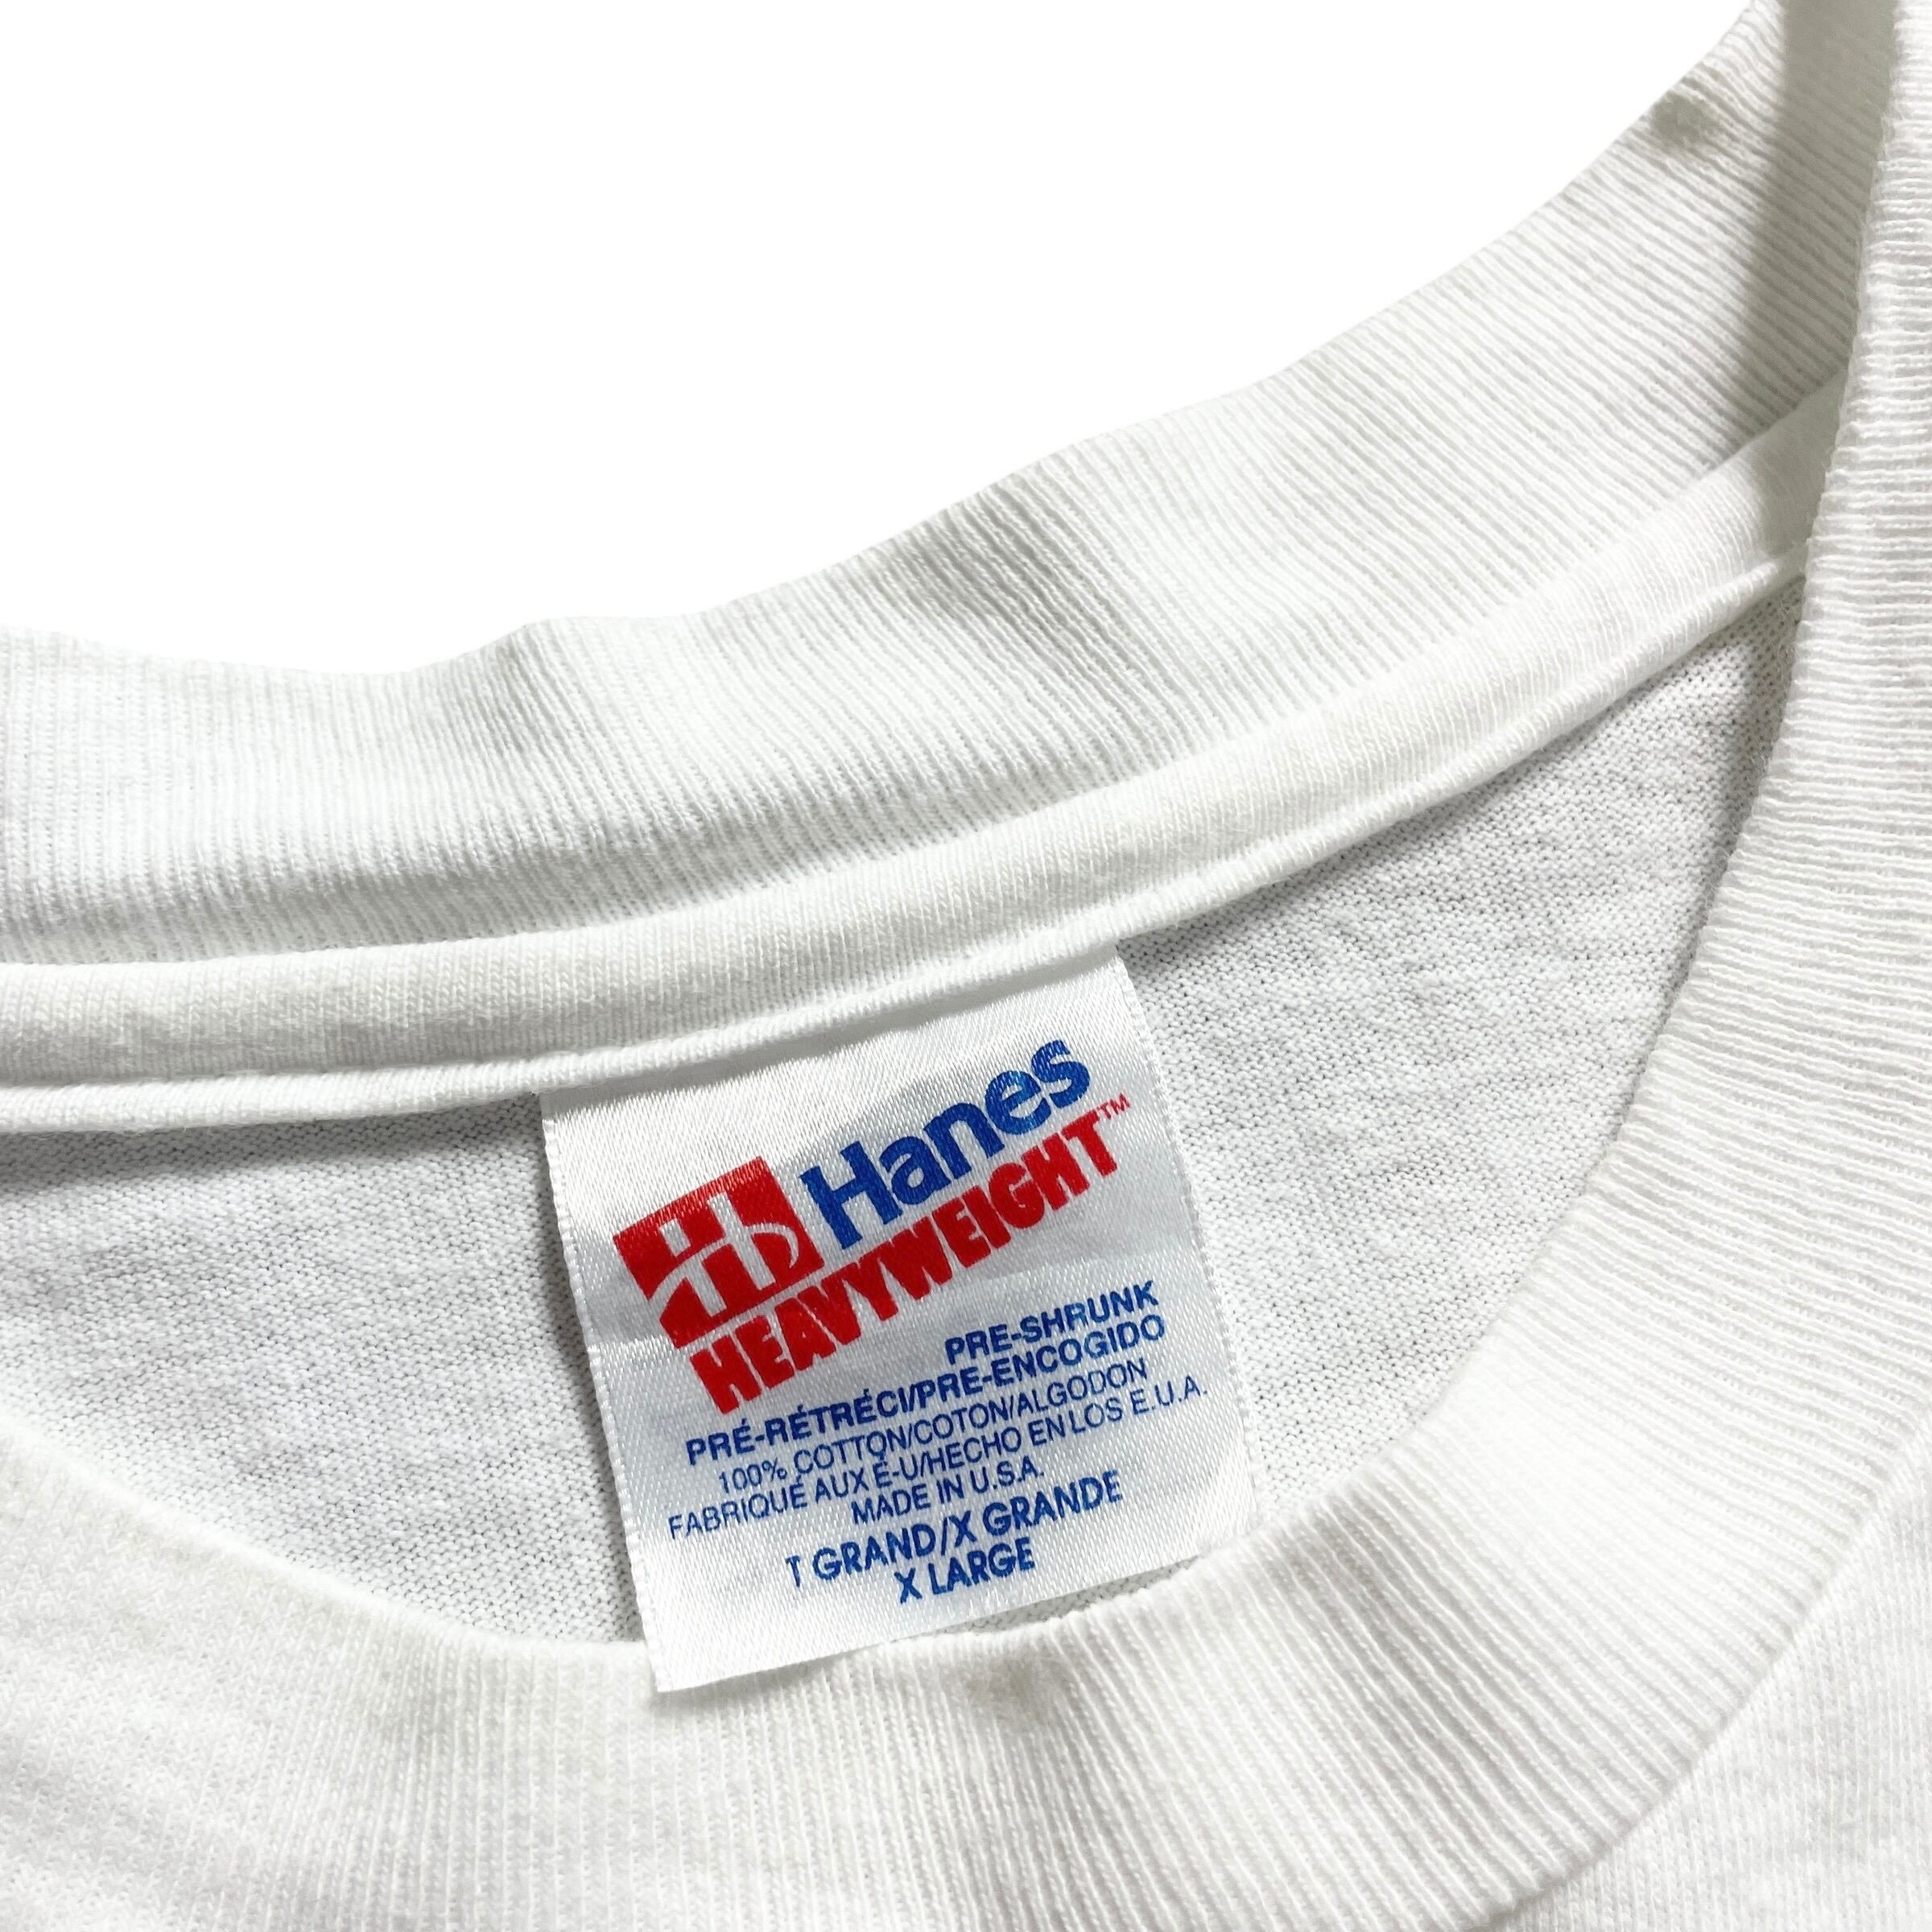 Hanes
HEAVYWEIGHT™
PRE-SHRUNK
PRÉ-RÉTRÉCI/PRE-ENCOGIDO
100% COTTON/COTON/ALGODON
FABRIQUÉ AUX É-U/HECHO EN LOS E.U.A.
MADE IN U.S.A.
T GRAND/X GRANDE
X LARGE